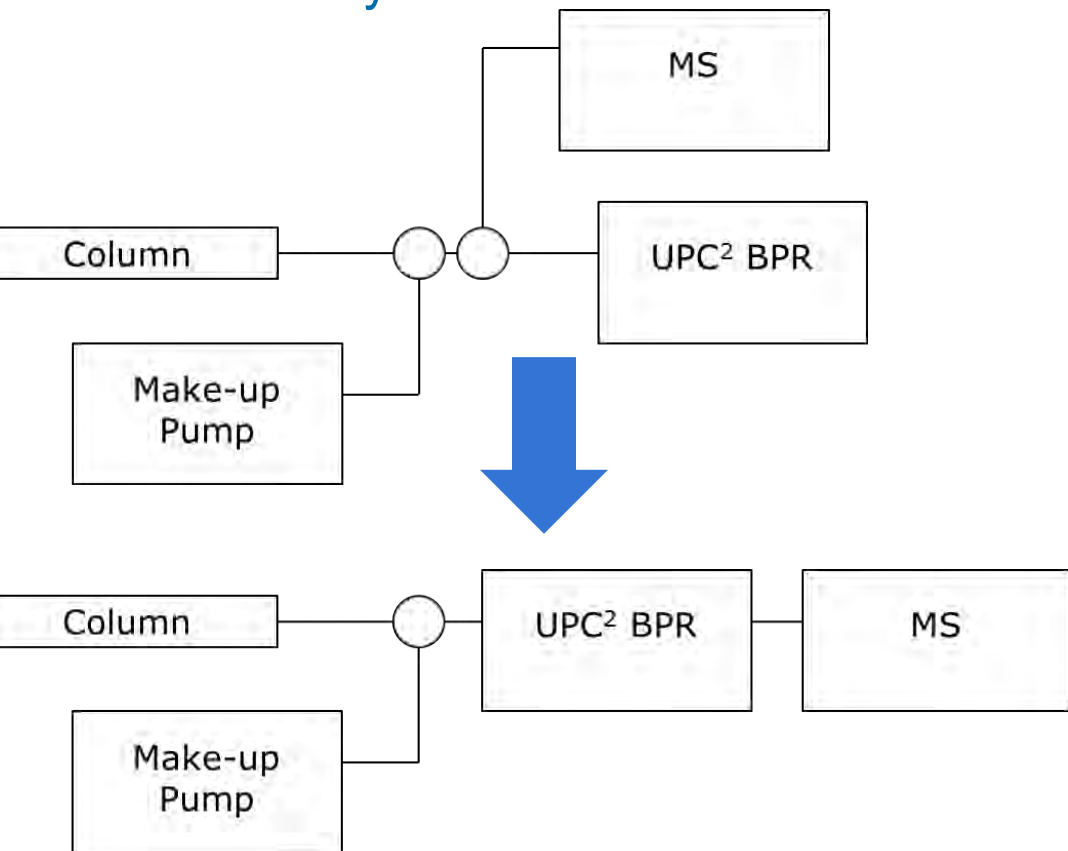 MS
Column
UPC² BPR
Make-up
Pump
Column
UPC² BPR
MS
Make-up
Pump